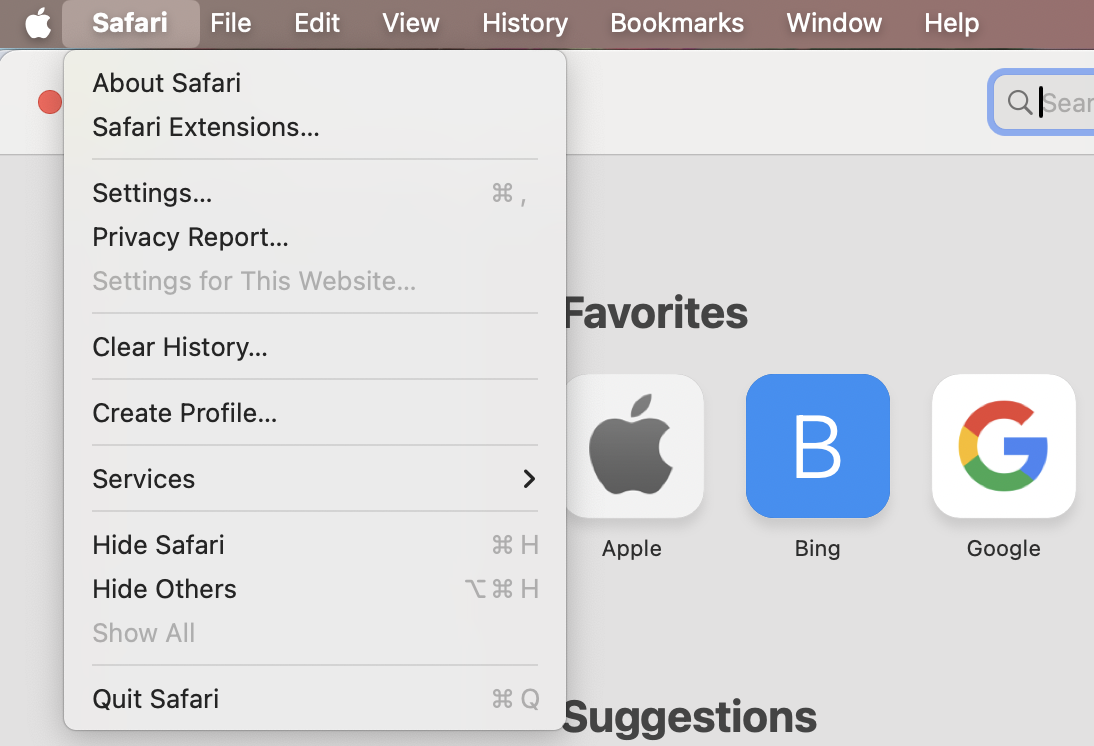 Safari File Edit View History Bookmarks Window Help
About Safari
Safari Extensions...
Settings... ⌘ ,
Privacy Report...
Settings for This Website...
Clear History...
Create Profile...
Services
Hide Safari ⌘ H
Hide Others ⌥ ⌘ H
Show All
Quit Safari ⌘ Q
Sear
Favorites
B
Apple Bing Google
Suggestions